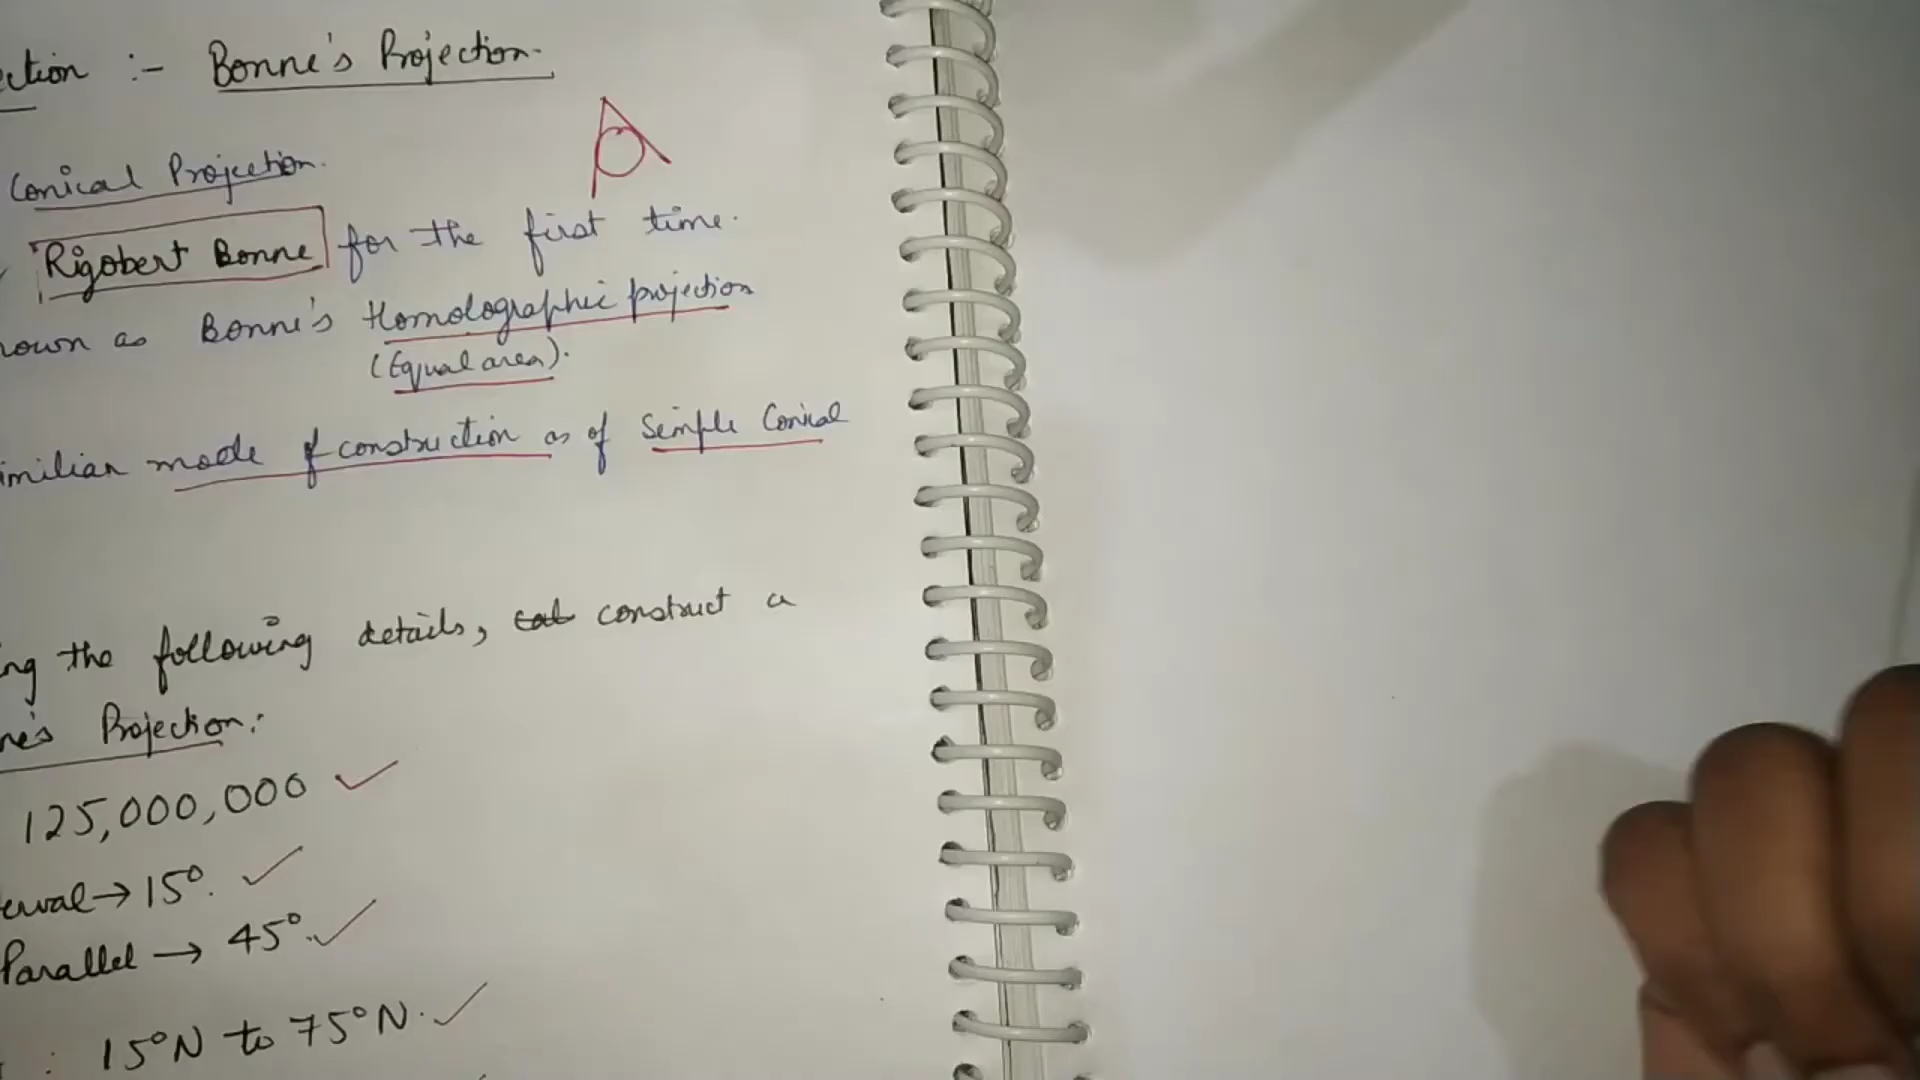 ction :- Bonne's Projection.
Conical Projection.
Rigobert Bonne for the first time.
nown as Bonne's Homolographic projection
(Equal area).
imilian mode of construction as of Simple Conical
ing the following details, construct a
ne's Projection:
125,000,000
erval → 15°.
Parallel → 45°.
: 15°N to 75°N.